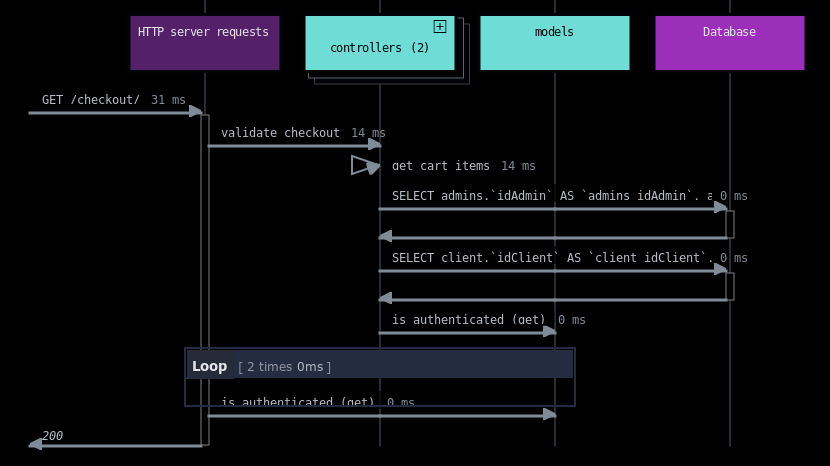 HTTP server requests
controllers (2)
models
Database
GET /checkout/ 31 ms
validate checkout 14 ms
get cart items 14 ms
SELECT admins.`idAdmin` AS `admins idAdmin`. a 0 ms
SELECT client.`idClient` AS `client idClient`. 0 ms
is authenticated (get) 0 ms
Loop [ 2 times 0ms ]
is authenticated (get) 0 ms
200